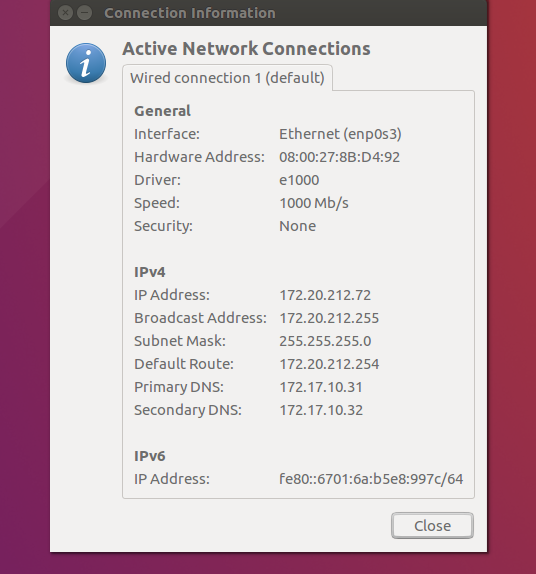 Connection Information
Active Network Connections
Wired connection 1 (default)
General
Interface: Ethernet (enp0s3)
Hardware Address: 08:00:27:8B:D4:92
Driver: e1000
Speed: 1000 Mb/s
Security: None
IPv4
IP Address: 172.20.212.72
Broadcast Address: 172.20.212.255
Subnet Mask: 255.255.255.0
Default Route: 172.20.212.254
Primary DNS: 172.17.10.31
Secondary DNS: 172.17.10.32
IPv6
IP Address: fe80::6701:6a:b5e8:997c/64
Close